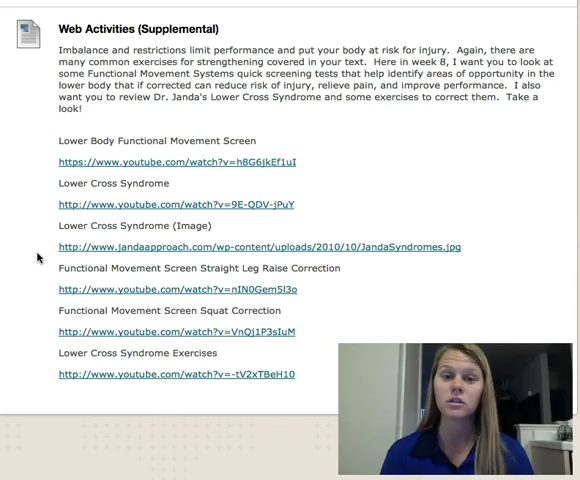 Web Activities (Supplemental)
Imbalance and restrictions limit performance and put your body at risk for injury.  Again, there are
many common exercises for strengthening covered in your text.  Here in week 8, I want you to look at
some Functional Movement Systems quick screening tests that help identify areas of opportunity in the
lower body that if corrected can reduce risk of injury, relieve pain, and improve performance.  I also
want you to review Dr. Janda's Lower Cross Syndrome and some exercises to correct them.  Take a
look!
Lower Body Functional Movement Screen
https://www.youtube.com/watch?v=h8G6jkEf1uI
Lower Cross Syndrome
https://www.youtube.com/watch?v=9E-QDV-jPuY
Lower Cross Syndrome (Image)
http://www.jandaapproach.com/wp-content/uploads/2010/10/JandaSyndromes.jpg
Functional Movement Screen Straight Leg Raise Correction
https://www.youtube.com/watch?v=nIN0Gem5l3o
Functional Movement Screen Squat Correction
https://www.youtube.com/watch?v=VnQj1P3sIuM
Lower Cross Syndrome Exercises
https://www.youtube.com/watch?v=-tV2xTBeH10